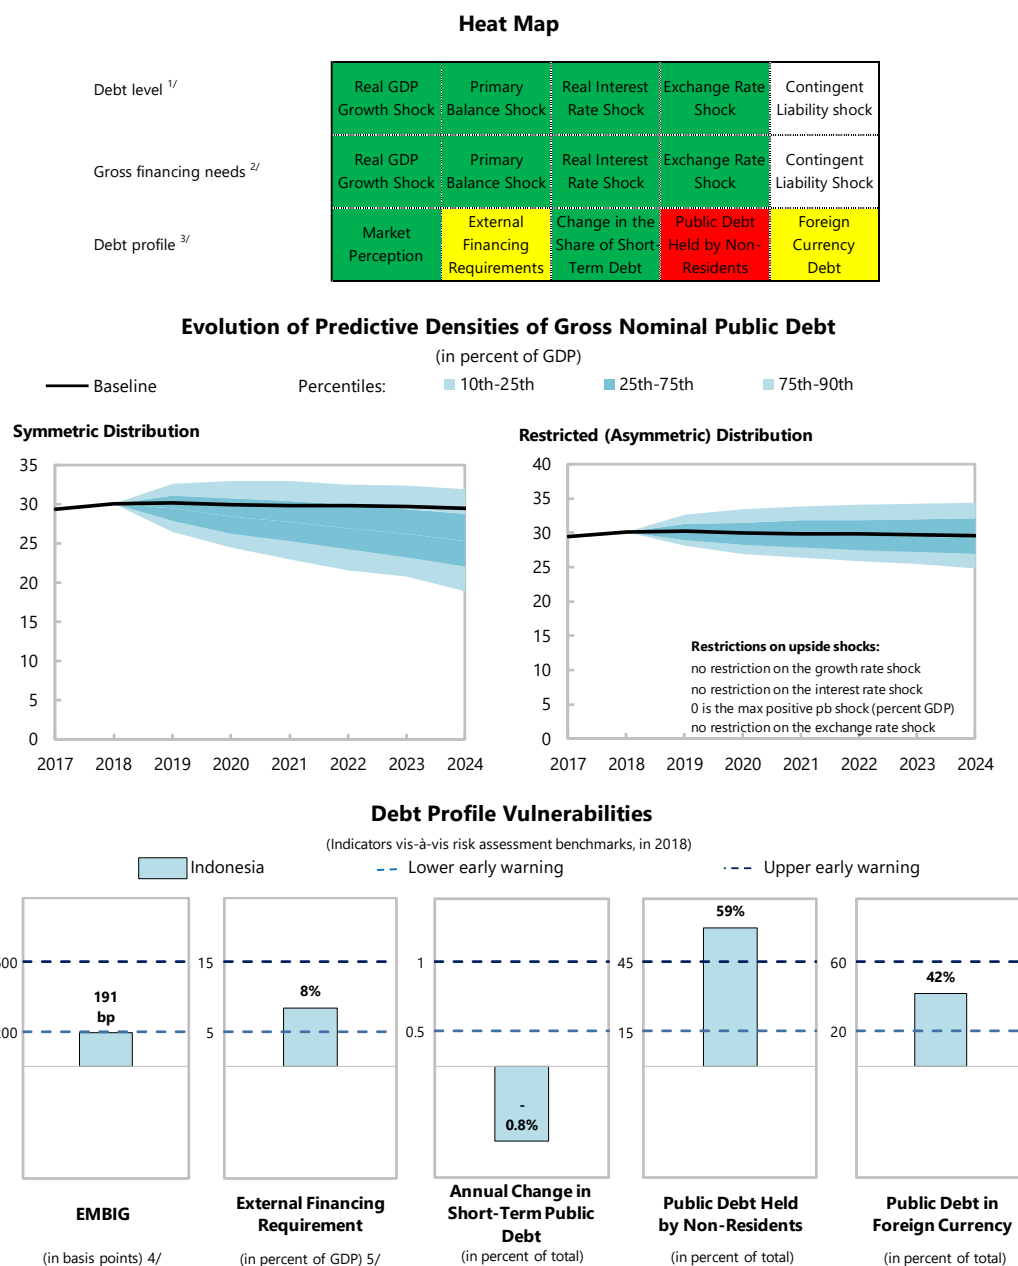 Heat Map
Debt level 1/
Real GDP Growth Shock
Primary Balance Shock
Real Interest Rate Shock
Exchange Rate Shock
Contingent Liability shock
Gross financing needs 2/
Real GDP Growth Shock
Primary Balance Shock
Real Interest Rate Shock
Exchange Rate Shock
Contingent Liability Shock
Debt profile 3/
Market Perception
External Financing Requirements
Change in the Share of Short-Term Debt
Public Debt Held by Non-Residents
Foreign Currency Debt
Evolution of Predictive Densities of Gross Nominal Public Debt
(in percent of GDP)
Baseline
Percentiles:
10th-25th
25th-75th
75th-90th
Symmetric Distribution
35
30
25
20
15
10
5
0
2017 2018 2019 2020 2021 2022 2023 2024
Restricted (Asymmetric) Distribution
40
35
30
25
20
15
10
5
0
Restrictions on upside shocks:
no restriction on the growth rate shock
no restriction on the interest rate shock
0 is the max positive pb shock (percent GDP)
no restriction on the exchange rate shock
2017 2018 2019 2020 2021 2022 2023 2024
Debt Profile Vulnerabilities
(Indicators vis-à-vis risk assessment benchmarks, in 2018)
Indonesia
Lower early warning
Upper early warning
191
bp
EMBIG
(in basis points) 4/
15
5
8%
External Financing
Requirement
(in percent of GDP) 5/
1
0.5
-
0.8%
Annual Change in
Short-Term Public
Debt
(in percent of total)
45
15
59%
Public Debt Held
by Non-Residents
(in percent of total)
60
20
42%
Public Debt in
Foreign Currency
(in percent of total)